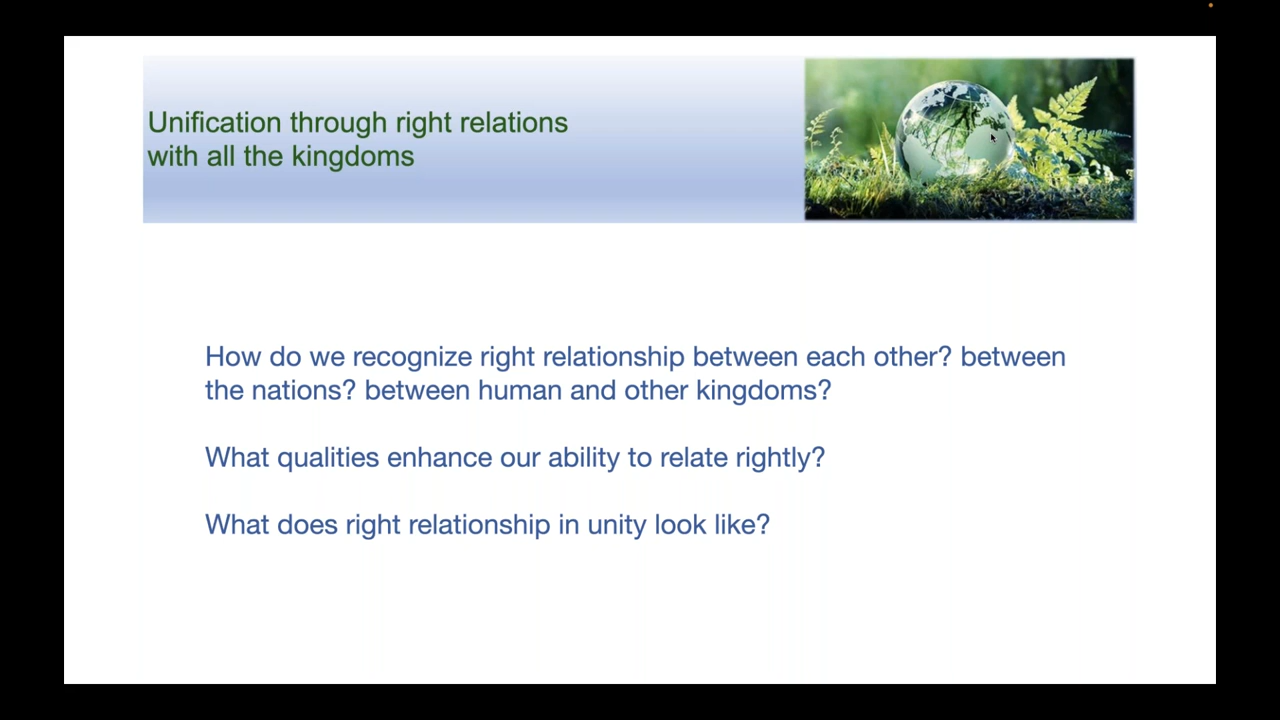 Unification through right relations
with all the kingdoms
How do we recognize right relationship between each other? between
the nations? between human and other kingdoms?
What qualities enhance our ability to relate rightly?
What does right relationship in unity look like?